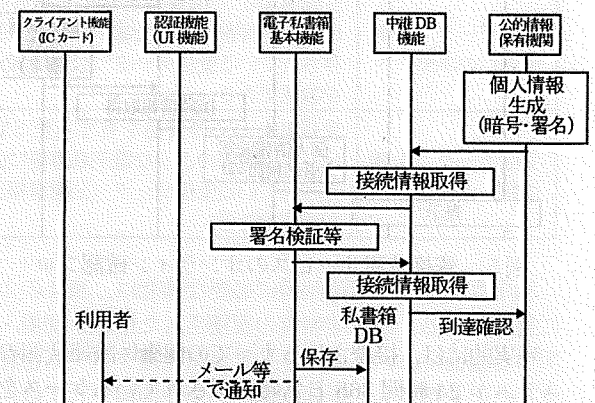 クライアント機能
(ICカード)
認証機能
(UI機能)
電子私書箱
基本機能
中継DB
機能
公的情報
保有機関
個人情報
生成
(暗号・署名)
接続情報取得
署名検証等
接続情報取得
利用者
私書箱
DB
到達確認
保存
メール等
で通知